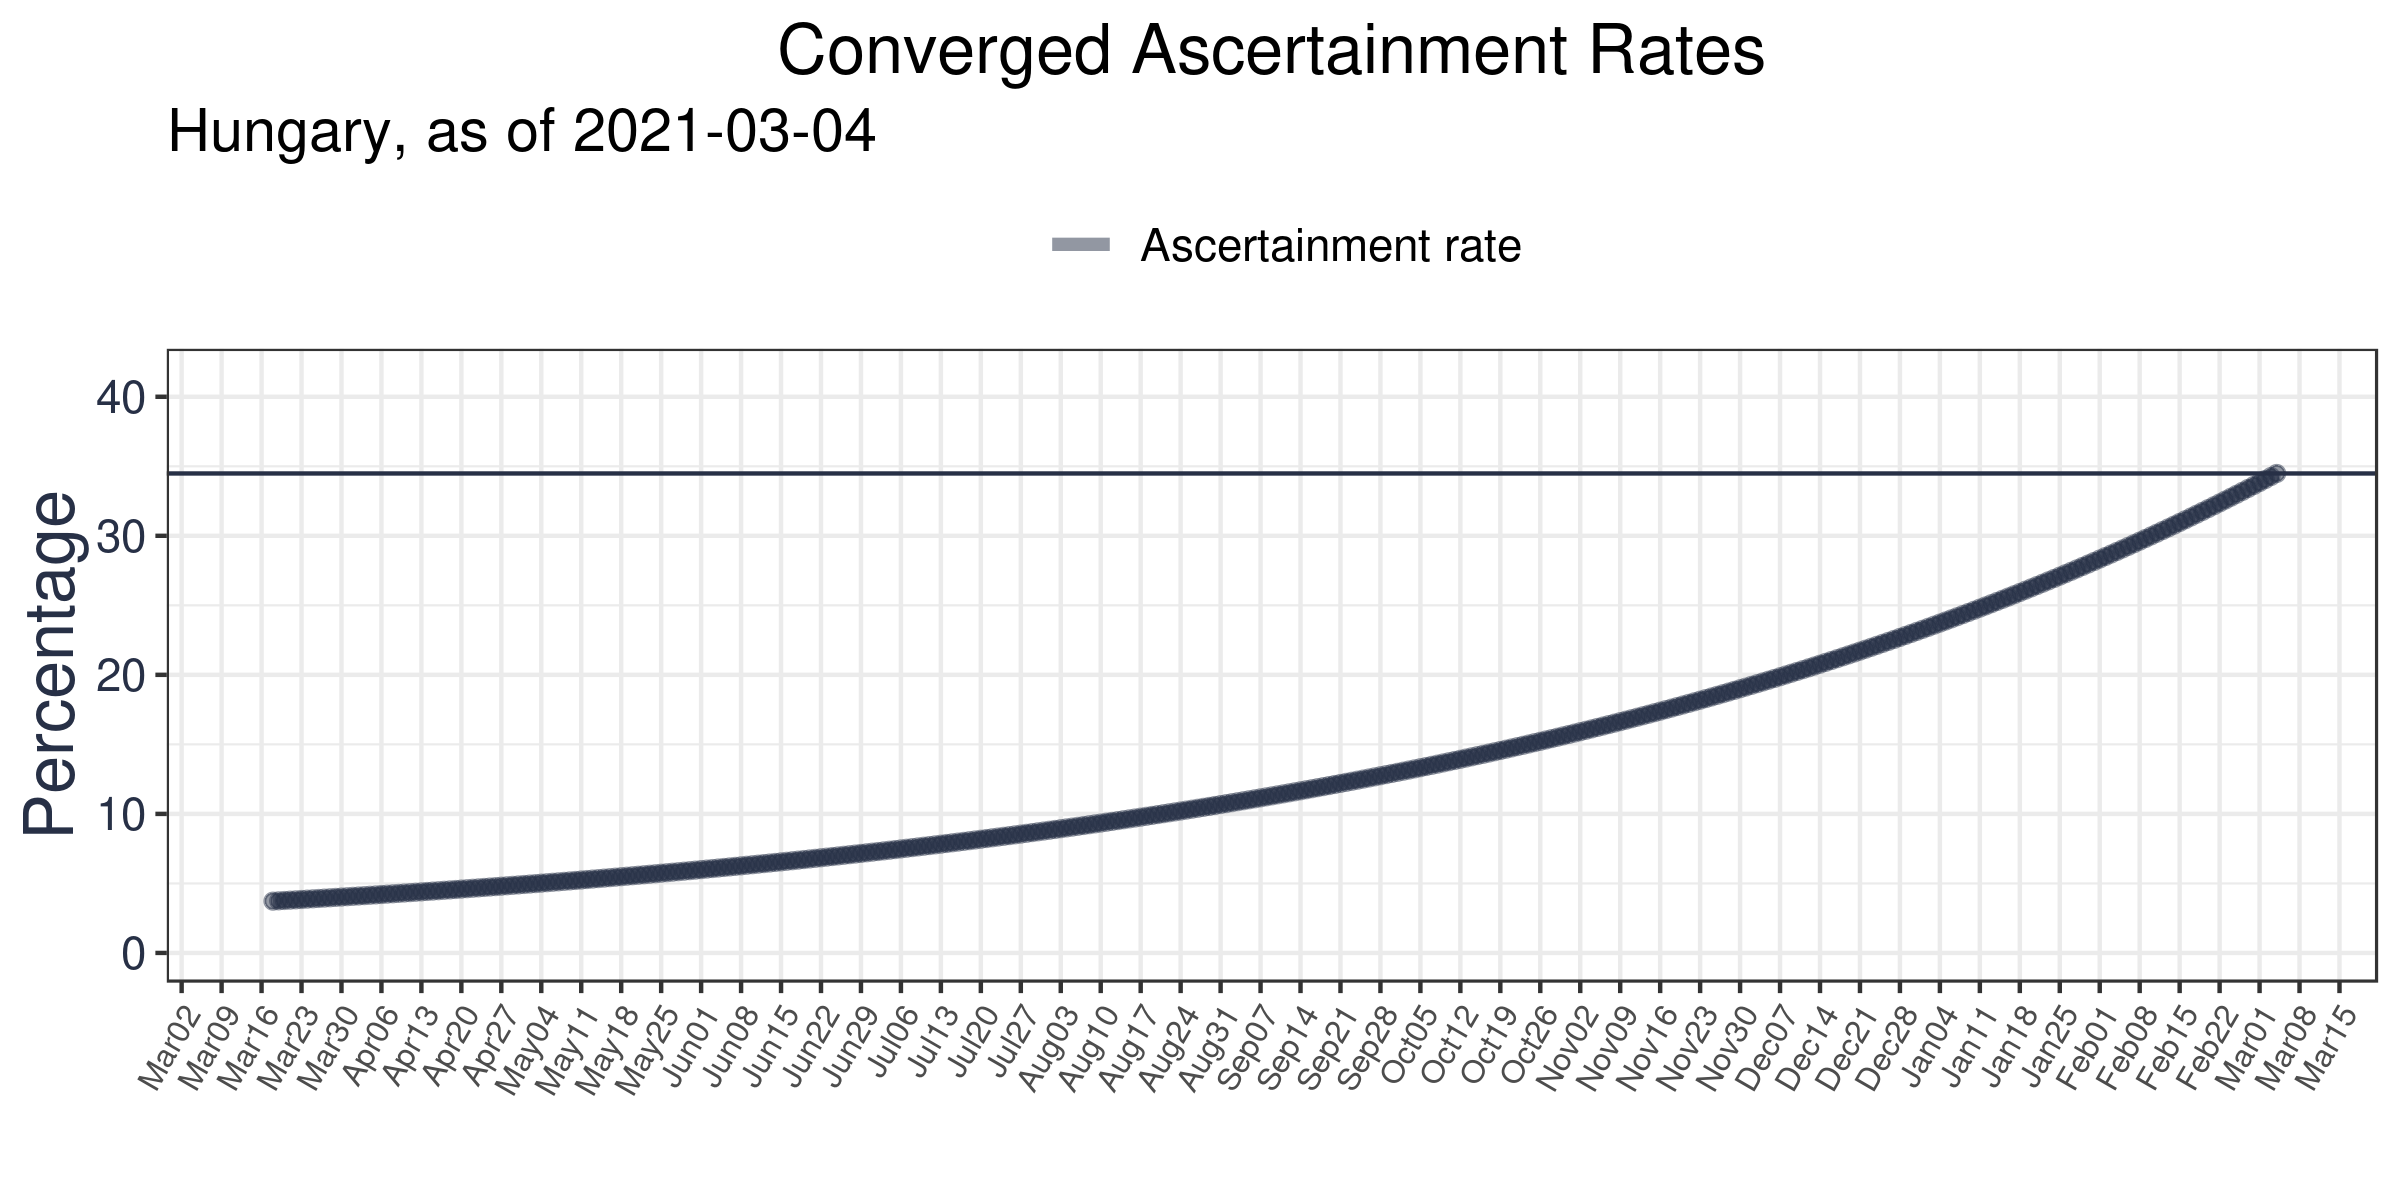 Converged Ascertainment Rates
Hungary, as of 2021-03-04
Ascertainment rate
Percentage
40
30
20
10
0
Mar02 Mar09 Mar16 Mar23 Mar30 Apr06 Apr13 Apr20 Apr27 May04 May11 May18 May25 Jun01 Jun08 Jun15 Jun22 Jun29 Jul06 Jul13 Jul20 Jul27 Aug03 Aug10 Aug17 Aug24 Aug31 Sep07 Sep14 Sep21 Sep28 Oct05 Oct12 Oct19 Oct26 Nov02 Nov09 Nov16 Nov23 Nov30 Dec07 Dec14 Dec21 Dec28 Jan04 Jan11 Jan18 Jan25 Feb01 Feb08 Feb15 Feb22 Mar01 Mar08 Mar15